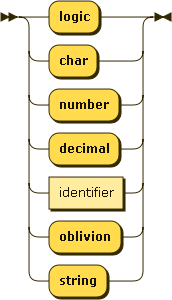 logic
char
number
decimal
identifier
oblivion
string